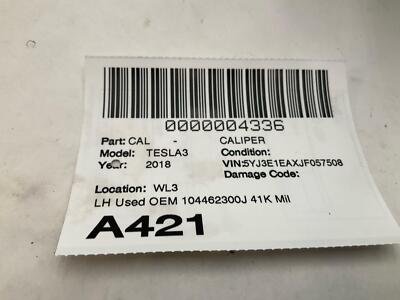 0000004336
Part: CAL - CALIPER
Model: TESLA3 Condition:
Year: 2018 VIN:5YJ3E1EAXJF057508
Damage Code:
Location: WL3
LH Used OEM 104462300J 41K Mil
A421